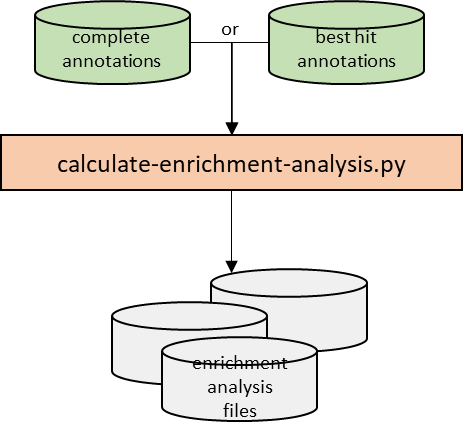 complete
annotations
or
best hit
annotations
calculate-enrichment-analysis.py
enrichment
analysis
files